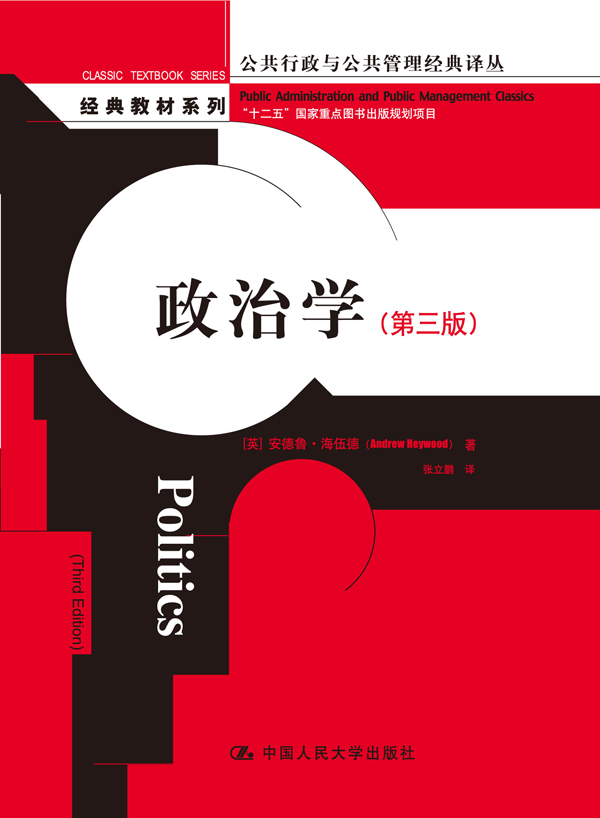 公共行政与公共管理经典译丛
CLASSIC TEXTBOOK SERIES
Public Administration and Public Management Classics
经典教材系列
“十二五”国家重点图书出版规划项目
政治学(第三版)
[英]安德鲁·海伍德(Andrew Heywood) 著
张立鹏 译
Politics
(Third Edition)
中国人民大学出版社